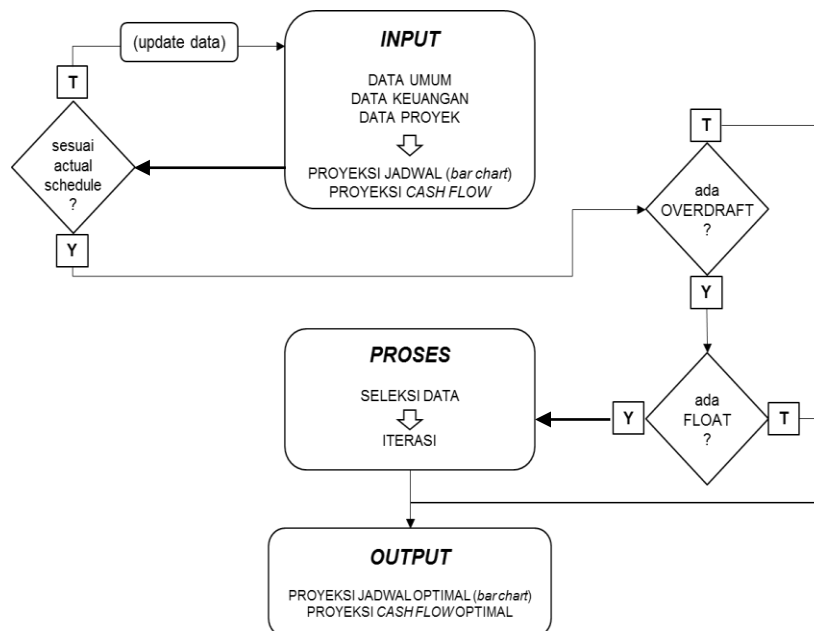 (update data)
INPUT
DATA UMUM
DATA KEUANGAN
DATA PROYEK
PROYEKSI JADWAL (bar chart)
PROYEKSI CASH FLOW
T
sesuai
actual
schedule
?
Y
T
ada
OVERDRAFT
?
Y
PROSES
SELEKSI DATA
ITERASI
Y
ada
FLOAT
?
T
OUTPUT
PROYEKSI JADWAL OPTIMAL (bar chart)
PROYEKSI CASH FLOW OPTIMAL